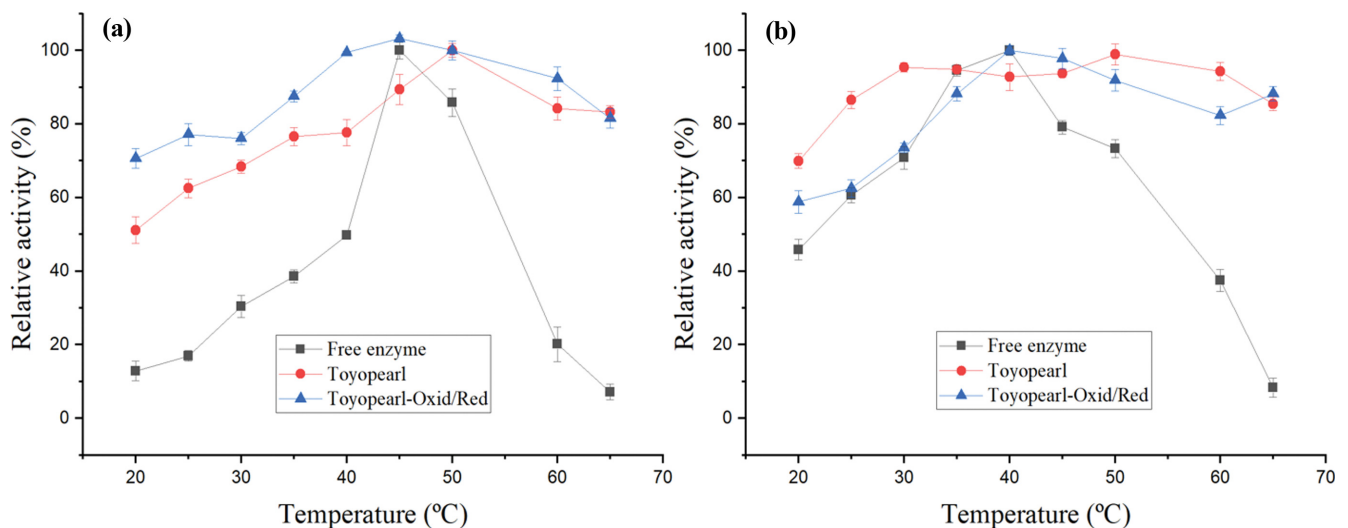 (a)
Relative activity (%)
100
80
60
40
20
0
Free enzyme
Toyopearl
Toyopearl-Oxid/Red
20 30 40 50 60 70
Temperature (ºC)
(b)
Relative activity (%)
100
80
60
40
20
0
Free enzyme
Toyopearl
Toyopearl-Oxid/Red
20 30 40 50 60 70
Temperature (ºC)